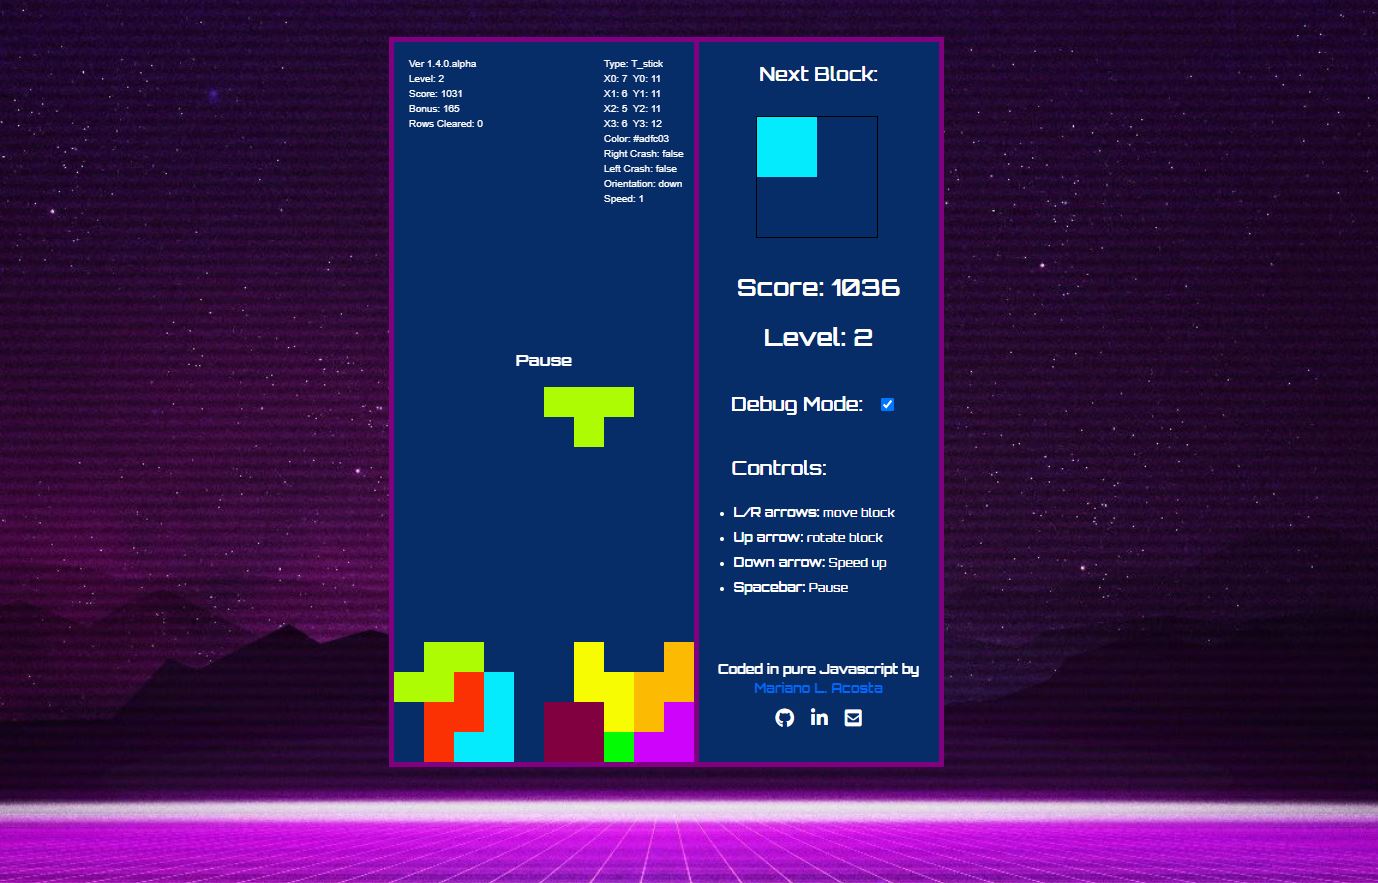 Ver 1.4.0.alpha
Level: 2
Score: 1031
Bonus: 165
Rows Cleared: 0
Type: T_stick
X0: 7 Y0: 11
X1: 6 Y1: 11
X2: 5 Y2: 11
X3: 6 Y3: 12
Color: #adfc03
Right Crash: false
Left Crash: false
Orientation: down
Speed: 1
Pause
Next Block:
Score: 1036
Level: 2
Debug Mode:
Controls:
L/R arrows: move block
Up arrow: rotate block
Down arrow: Speed up
Spacebar: Pause
Coded in pure Javascript by
Mariano L. Acosta